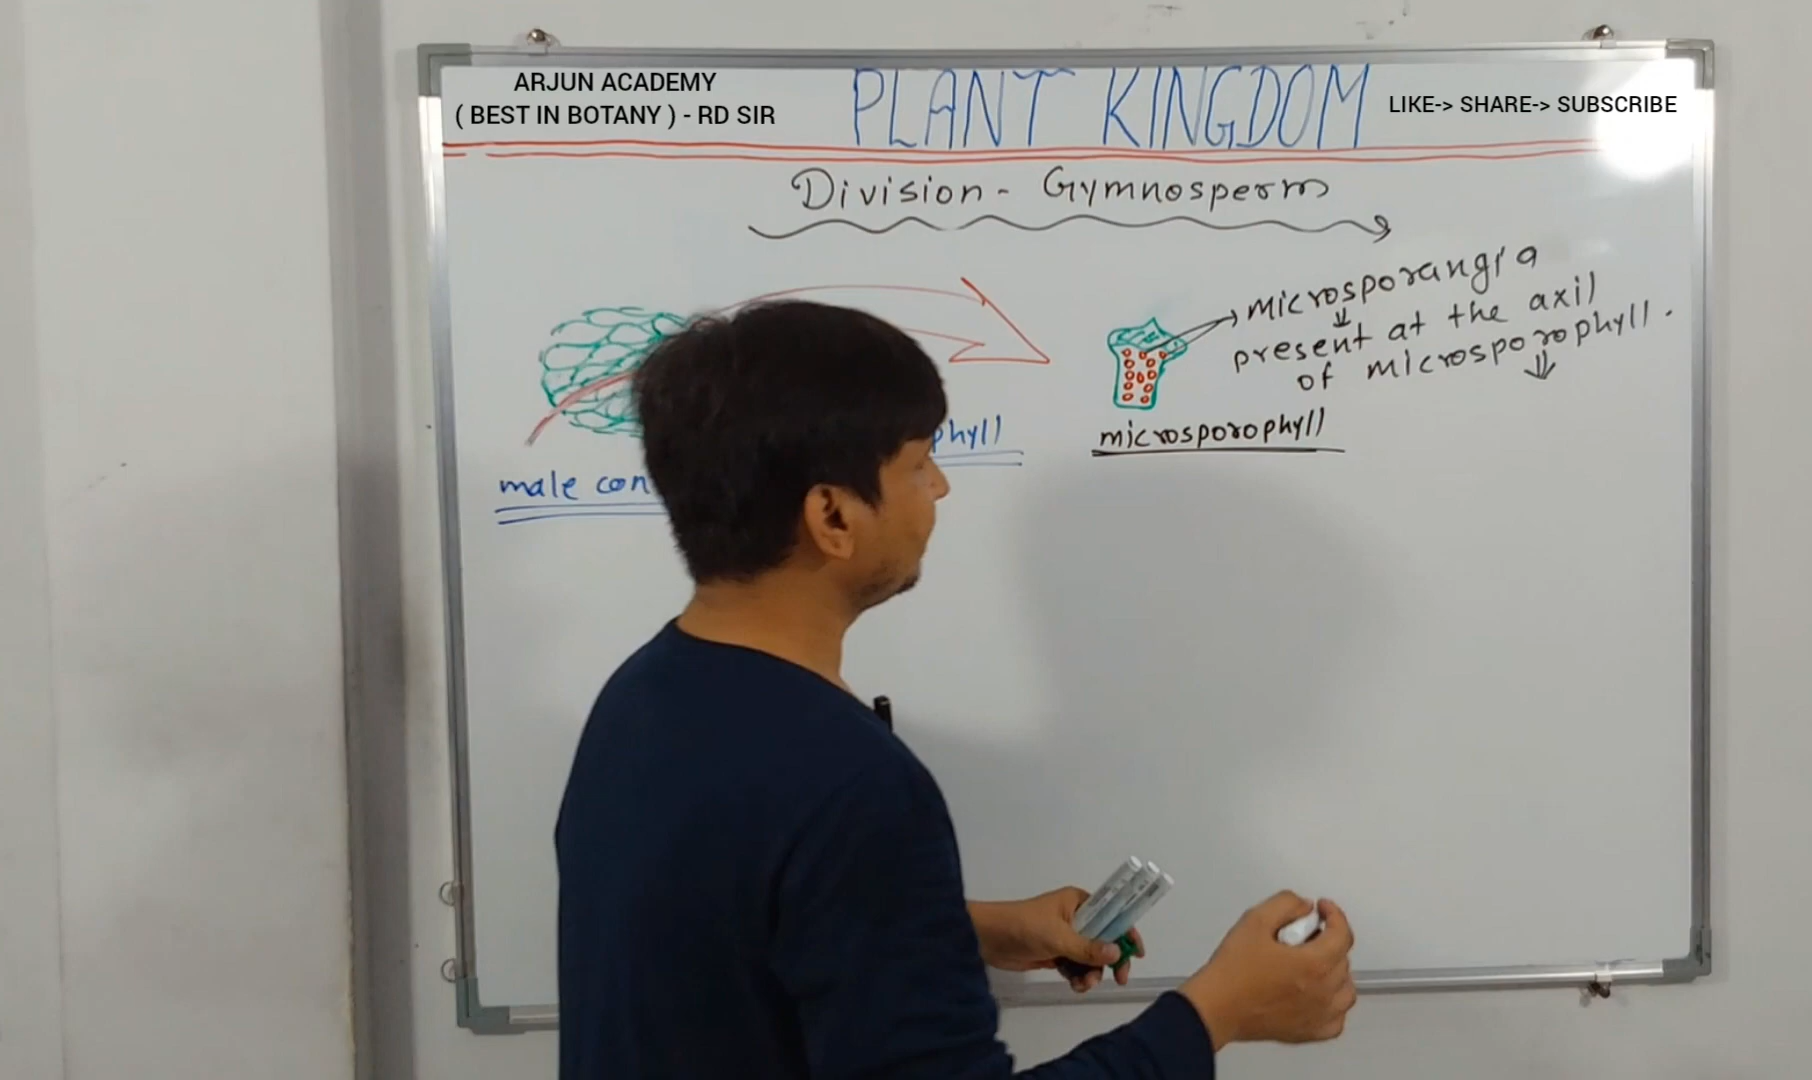 ARJUN ACADEMY
( BEST IN BOTANY ) - RD SIR
PLANT KINGDOM
LIKE-> SHARE-> SUBSCRIBE
Division - Gymnosperm
microsporangia
present at the axil
of microsporophyll.
phyll
microsporophyll
male con